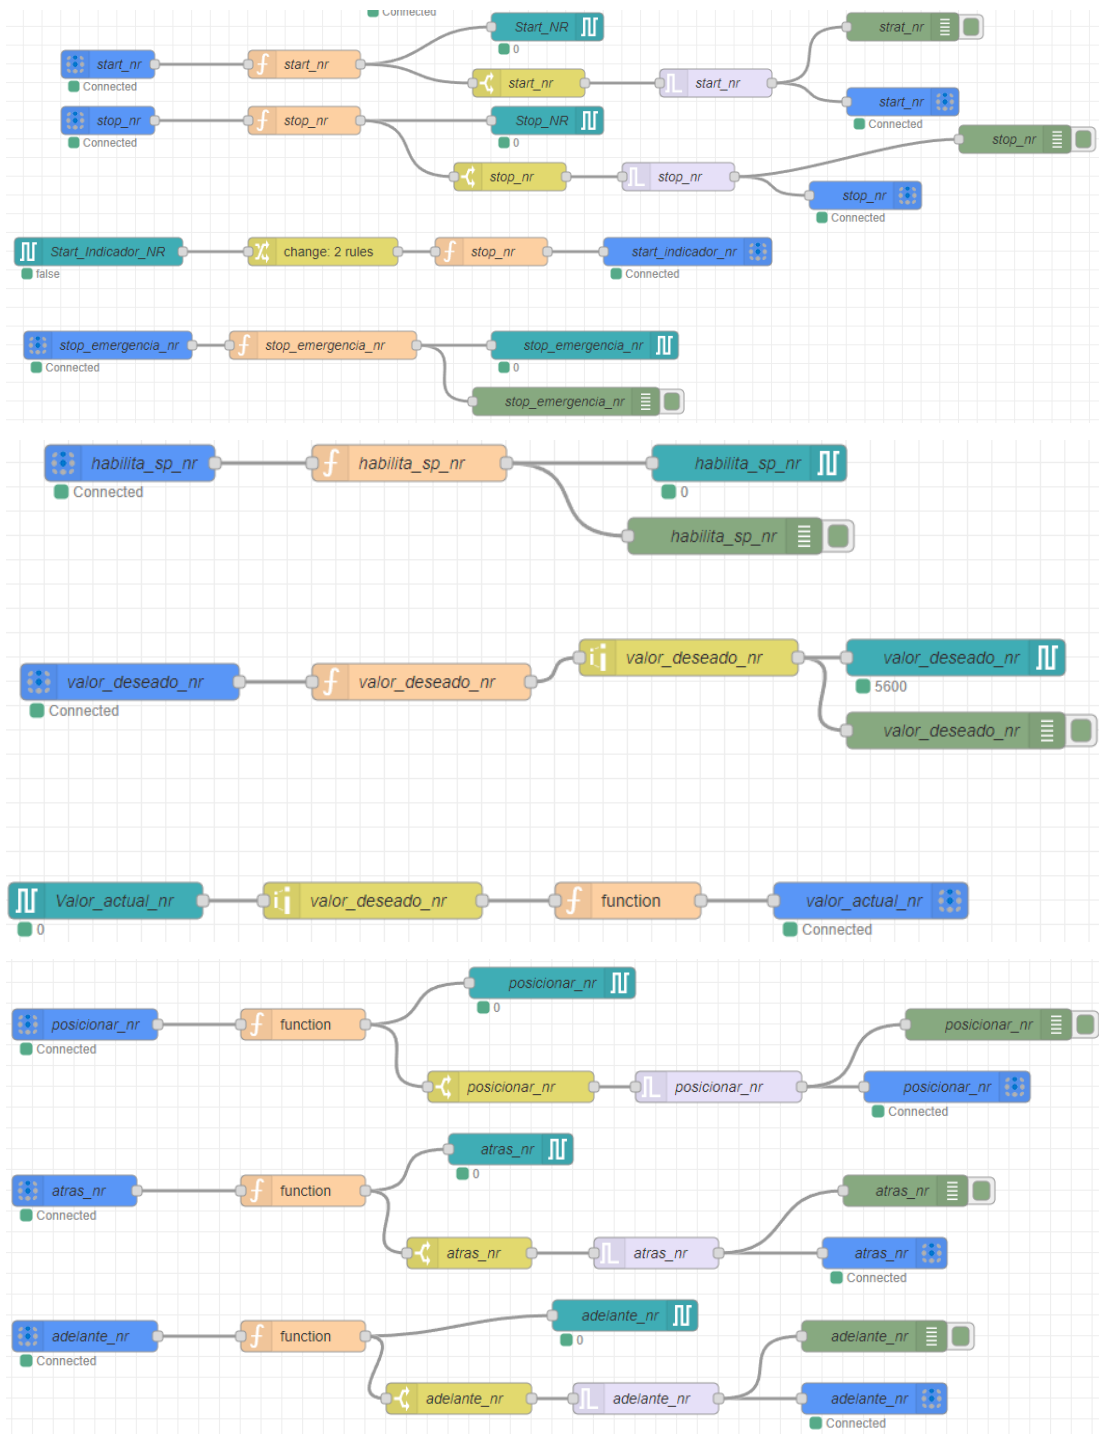 Connected
Start_NR
0
strat_nr
start_nr
Connected
start_nr
start_nr
start_nr
start_nr
Connected
stop_nr
Connected
stop_nr
Stop_NR
0
stop_nr
stop_nr
stop_nr
stop_nr
Connected
Start_Indicador_NR
false
change: 2 rules
stop_nr
start_indicador_nr
Connected
stop_emergencia_nr
Connected
stop_emergencia_nr
stop_emergencia_nr
0
stop_emergencia_nr
habilita_sp_nr
Connected
habilita_sp_nr
habilita_sp_nr
0
habilita_sp_nr
valor_deseado_nr
Connected
valor_deseado_nr
valor_deseado_nr
valor_deseado_nr
5600
valor_deseado_nr
Valor_actual_nr
0
valor_deseado_nr
function
valor_actual_nr
Connected
posicionar_nr
0
posicionar_nr
Connected
function
posicionar_nr
posicionar_nr
posicionar_nr
posicionar_nr
Connected
atras_nr
0
atras_nr
Connected
function
atras_nr
atras_nr
atras_nr
atras_nr
Connected
adelante_nr
0
adelante_nr
Connected
function
adelante_nr
adelante_nr
adelante_nr
adelante_nr
Connected